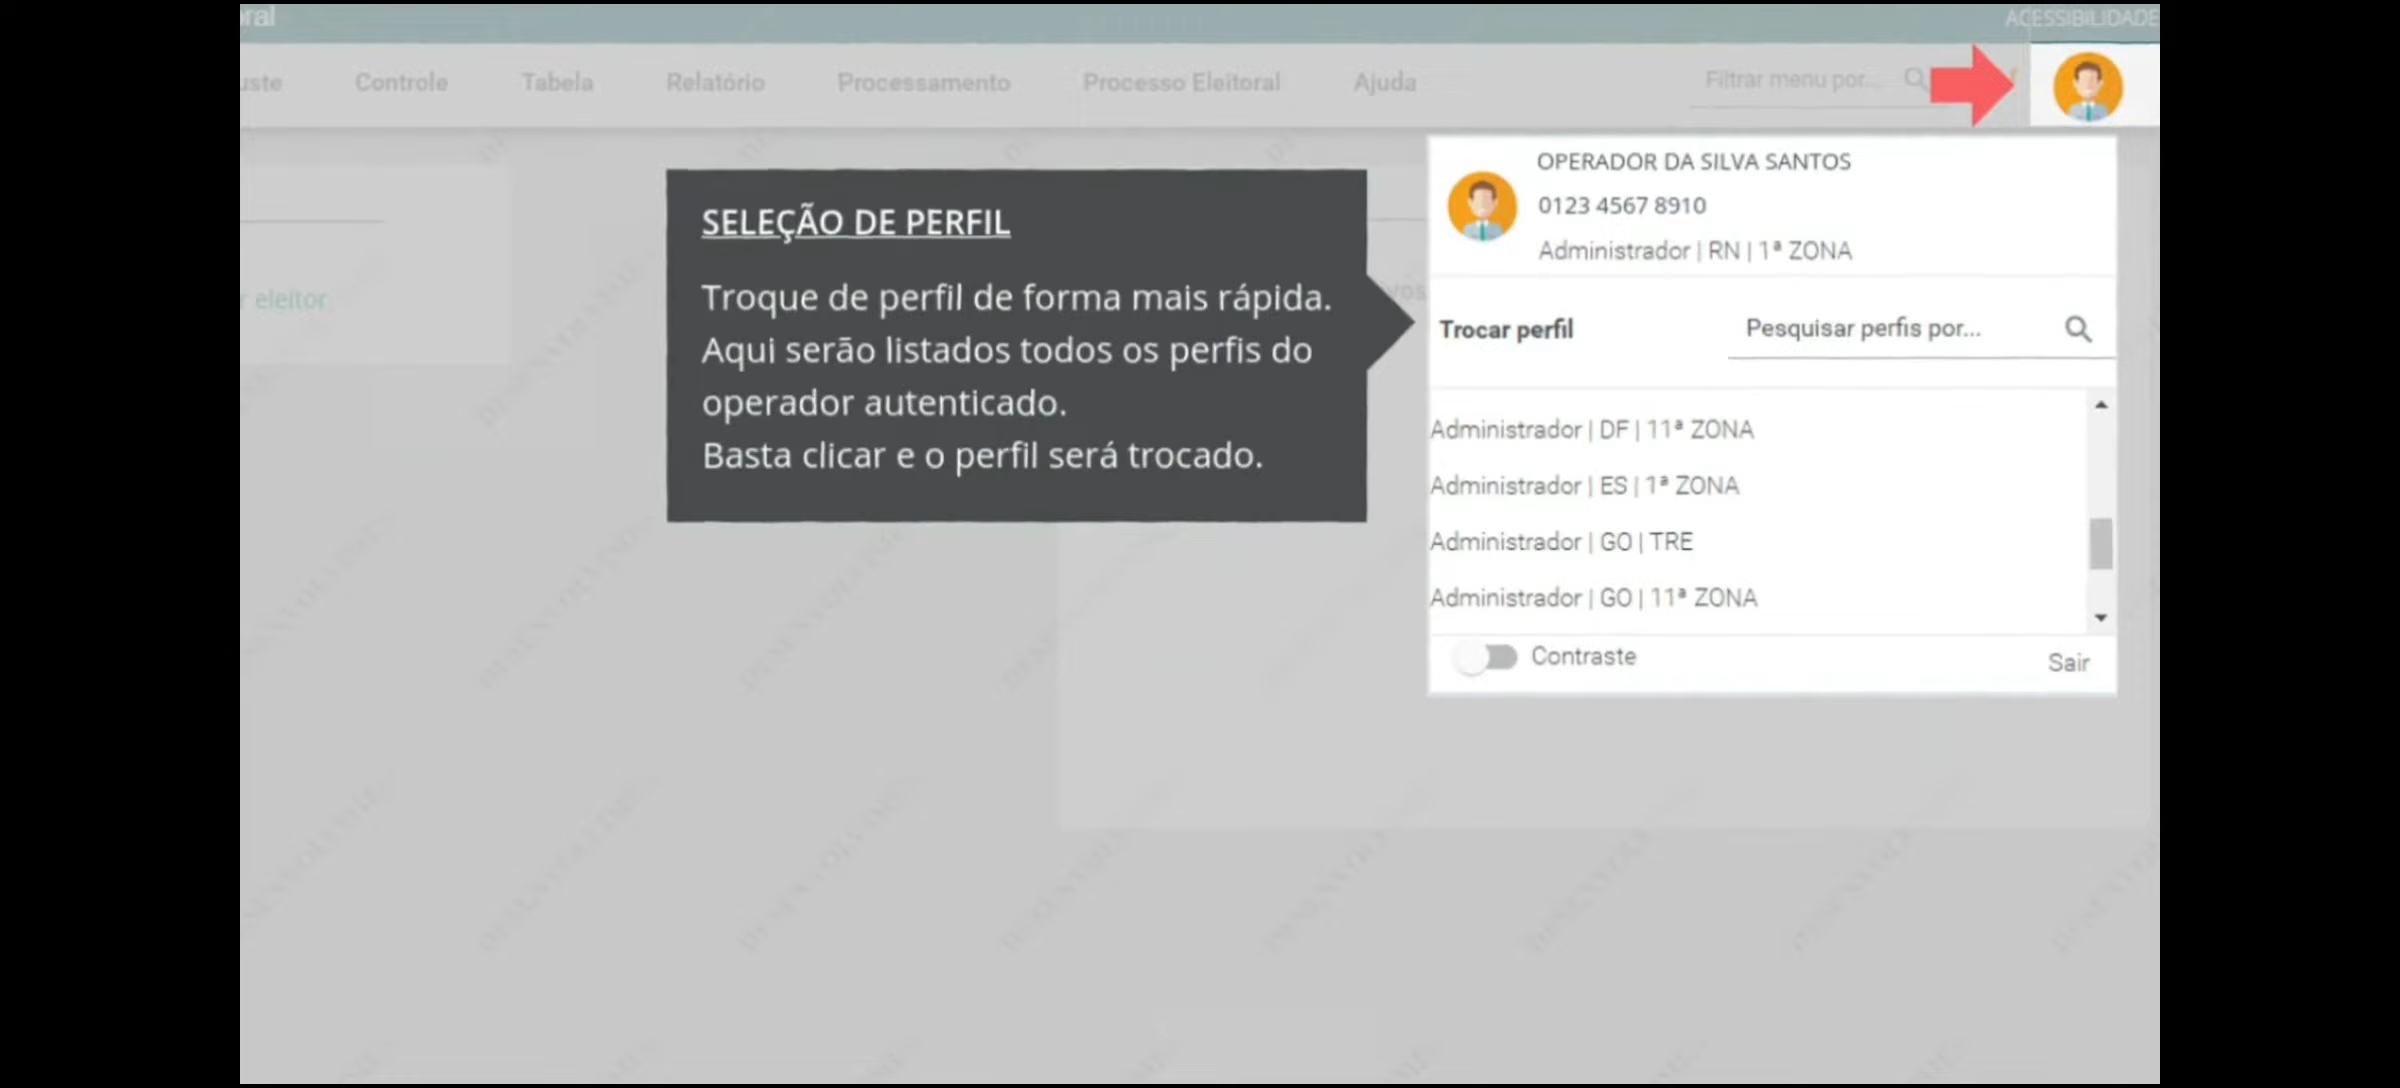 ACESSIBILIDADE
Controle Tabela Relatório Processamento Processo Eleitoral Ajuda Filtrar menu por...
OPERADOR DA SILVA SANTOS
0123 4567 8910
Administrador | RN | 1ª ZONA
SELEÇÃO DE PERFIL
Troque de perfil de forma mais rápida.
Aqui serão listados todos os perfis do
operador autenticado.
Basta clicar e o perfil será trocado.
eleitor
Trocar perfil Pesquisar perfis por...
Administrador | DF | 11ª ZONA
Administrador | ES | 1ª ZONA
Administrador | GO | TRE
Administrador | GO | 11ª ZONA
Contraste Sair